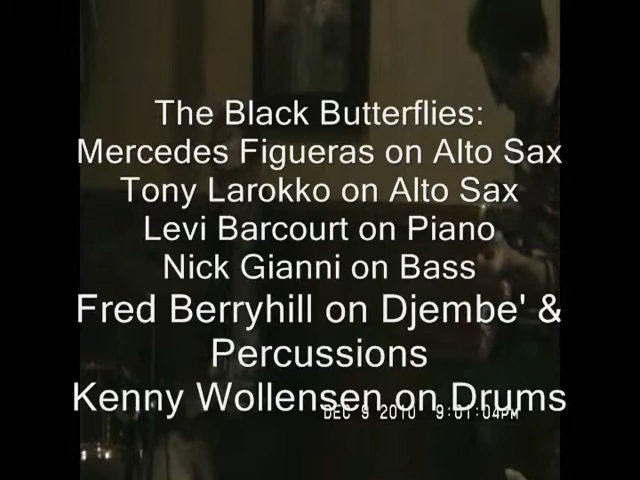 The Black Butterflies:
Mercedes Figueras on Alto Sax
Tony Larokko on Alto Sax
Levi Barcourt on Piano
Nick Gianni on Bass
Fred Berryhill on Djembe' &
Percussions
Kenny Wollensen on Drums
DEC 9 2010 9:01:04PM